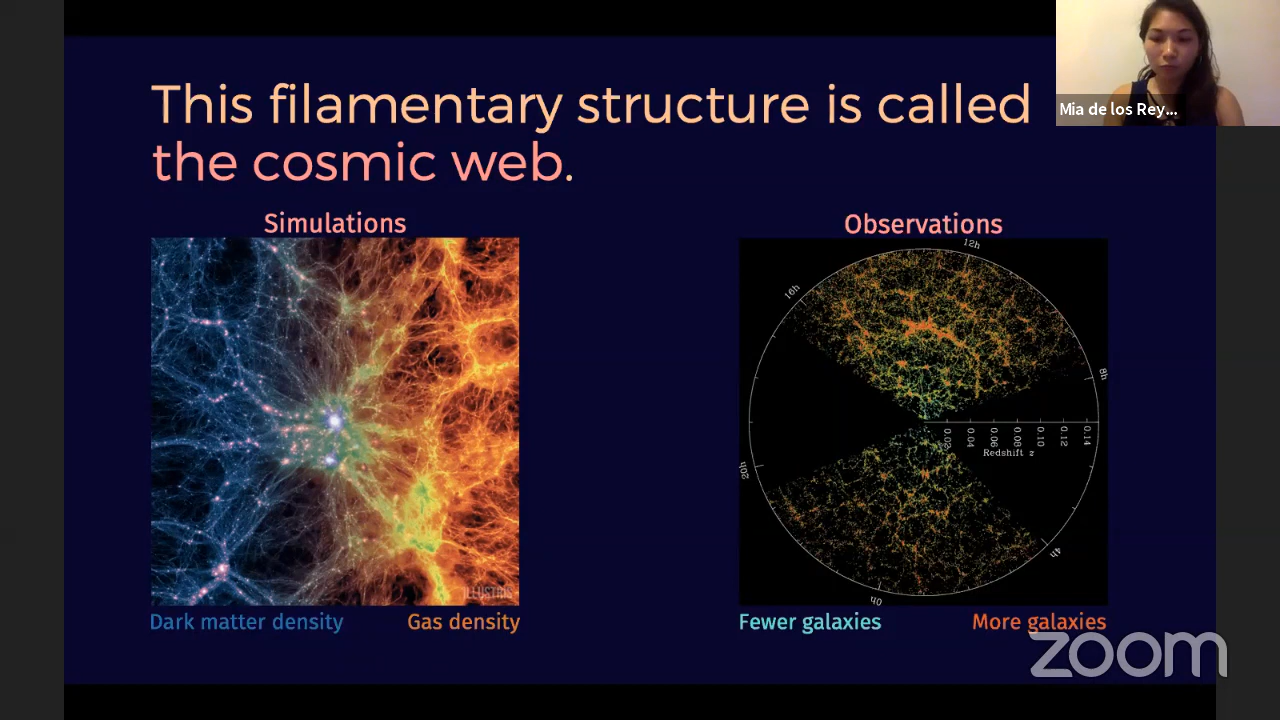 This filamentary structure is called
the cosmic web.
Mia de los Rey...
Simulations
Observations
ILLUSTRIS
Dark matter density
Gas density
12h
16h
8h
20h
4h
0h
0.02
0.04
0.06
0.08
0.10
0.12
0.14
Redshift z
Fewer galaxies
More galaxies
zoom